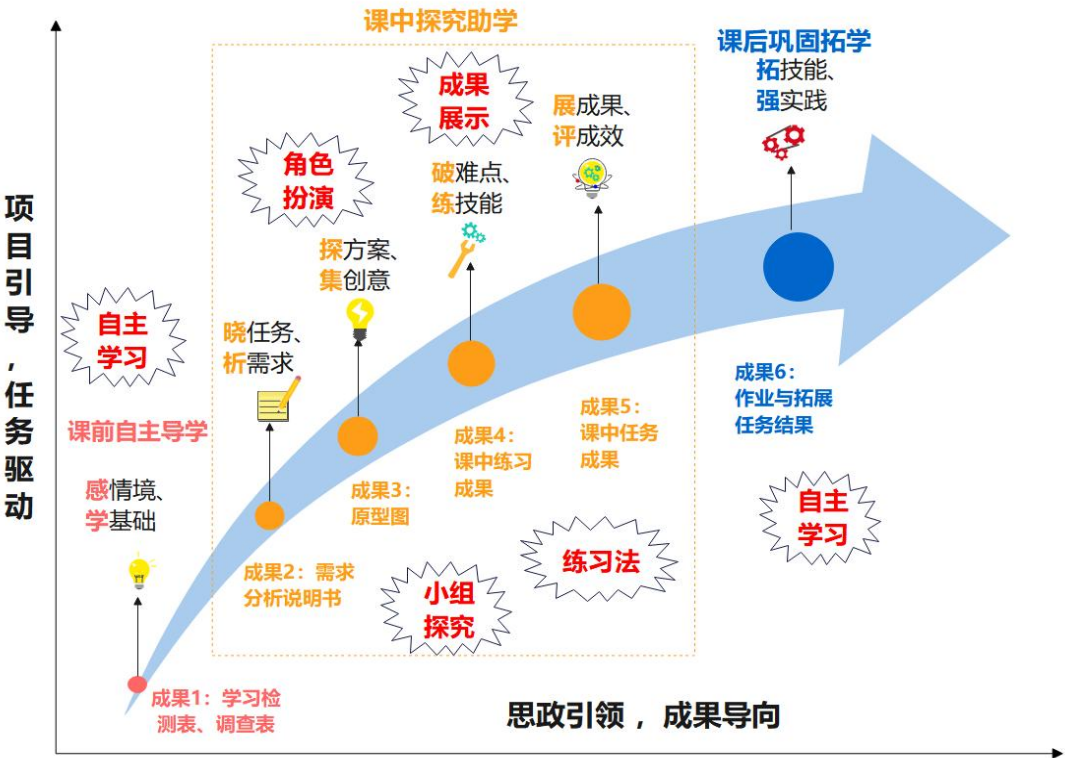 课中探究助学
课后巩固拓学
拓技能、
强实践
成果
展示
展成果、
评成效
角色
扮演
破难点、
练技能
项目引导，任务驱动
探方案、
集创意
自主
学习
晓任务、
析需求
课前自主导学
感情境、
学基础
成果6：
作业与拓展
任务结果
成果5：
课中任务
成果
成果4：
课中练习
成果
成果3：
原型图
自主
学习
练习法
成果2：需求
分析说明书
小组
探究
成果1：学习检
测表、调查表
思政引领，成果导向